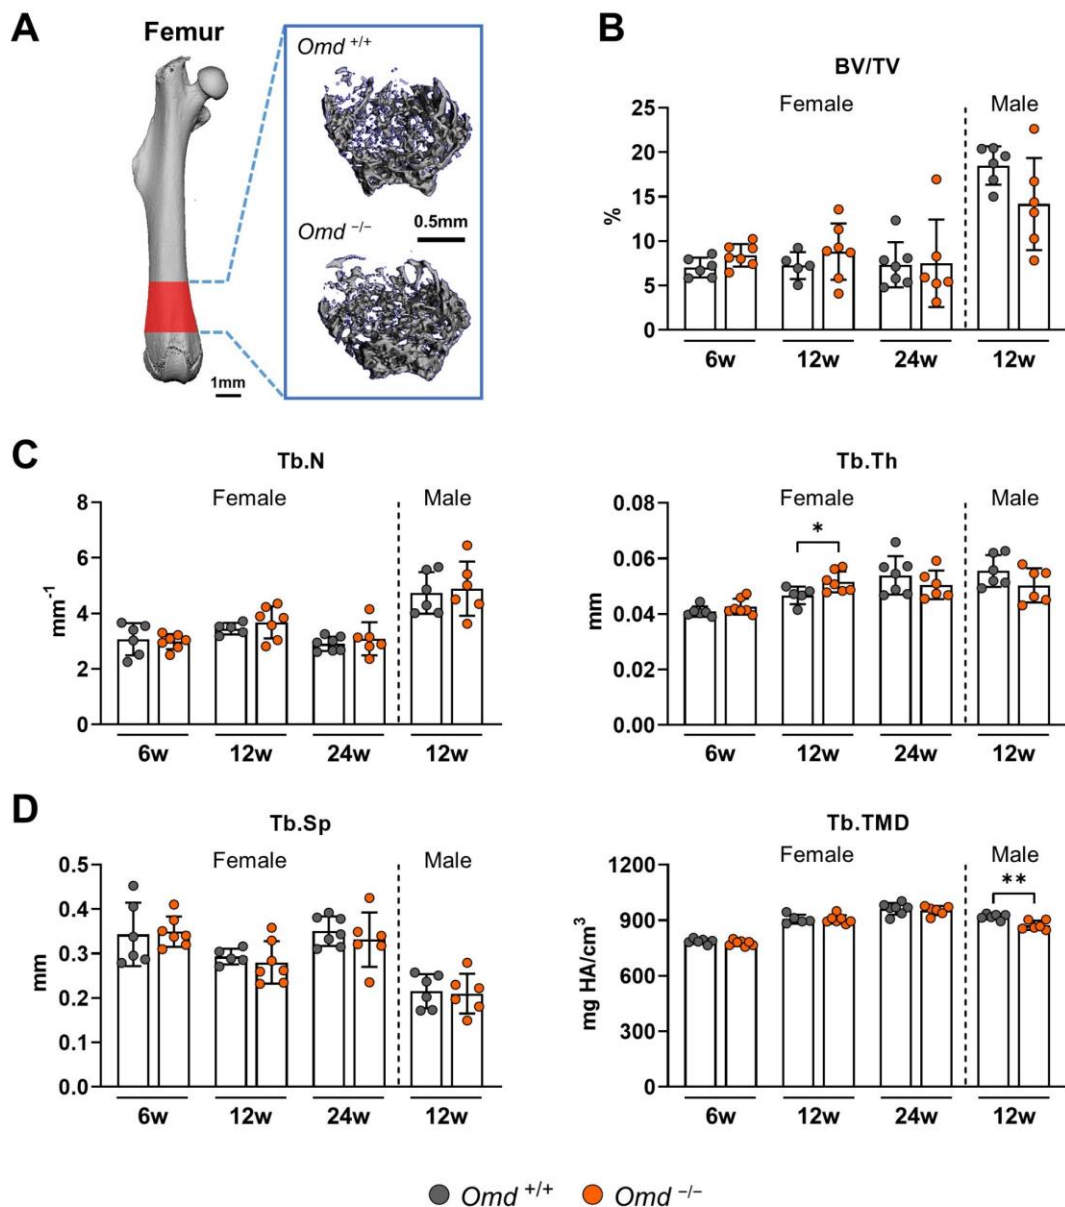 A
Femur
Omd +/+
0.5mm
Omd −/−
1mm
B
BV/TV
Female Male
25
20
15
10
5
0
%
6w 12w 24w 12w
C
Tb.N
Female Male
8
6
4
2
0
mm-1
6w 12w 24w 12w
Tb.Th
Female Male
0.08
0.06
0.04
0.02
0.00
mm
*
6w 12w 24w 12w
D
Tb.Sp
Female Male
0.5
0.4
0.3
0.2
0.1
0.0
mm
6w 12w 24w 12w
Tb.TMD
Female Male
1200
900
600
300
0
mg HA/cm3
**
6w 12w 24w 12w
Omd +/+ Omd −/−